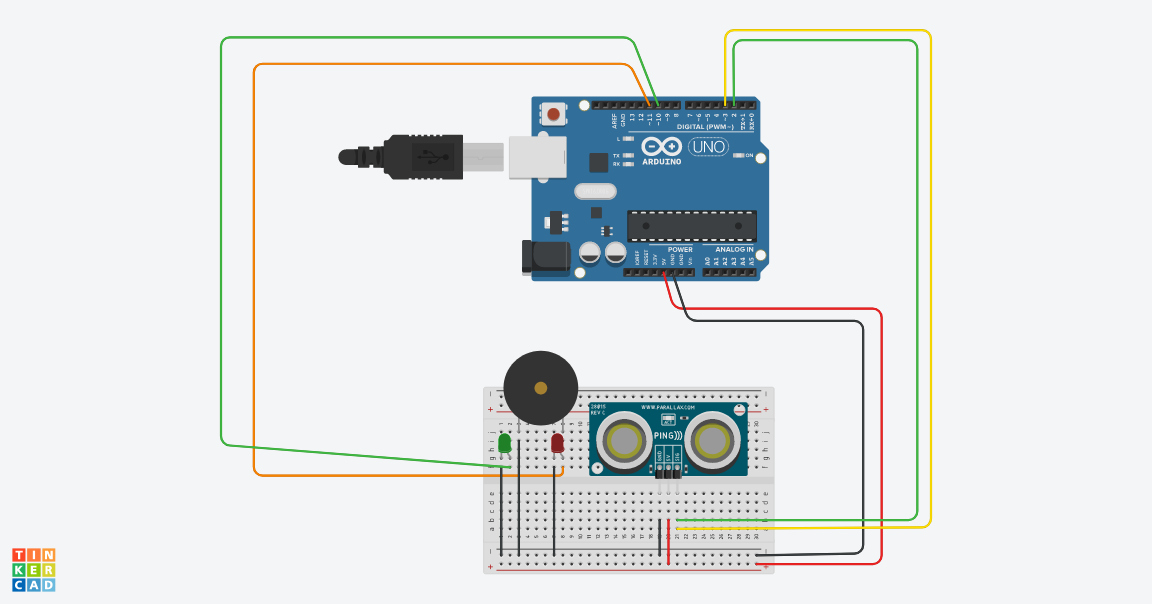 AREF
GND
13
12
~11
~10
~9
8
7
~6
~5
4
~3
2
TX→1
RX←0
DIGITAL (PWM~)
L
TX
RX
UNO
ON
ARDUINO
POWER
ANALOG IN
IOREF
RESET
3.3V
5V
GND
GND
A0
A1
A2
A3
A4
A5
28015
REV C
WWW.PARALLAX.COM
ACT
PING)))
GND
5V
SIG
TIN
KER
CAD